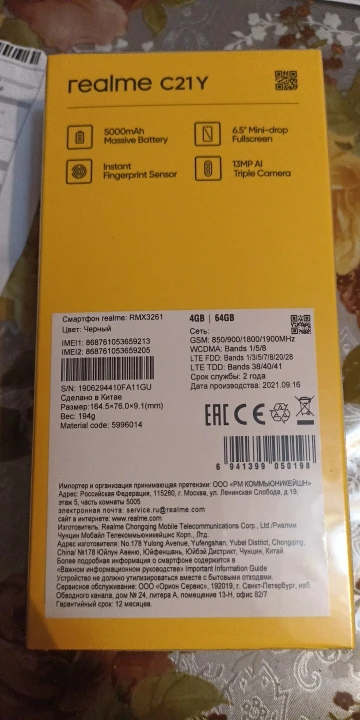 realme C21Y
5000mAh
Massive Battery
6.5" Mini-drop
Fullscreen
Instant
Fingerprint Sensor
13MP AI
Triple Camera
Смартфон realme: RMX3261
Цвет: Черный
IMEI1: 868761053659213
IMEI2: 868761053659205
S/N: 1906294410FA11GU
Сделано в Китае
Размер:164.5×76.0×9.1(mm)
Вес: 194g
Material code: 5996014
4GB | 64GB
Сеть:
GSM: 850/900/1800/1900MHz
WCDMA: Bands 1/5/8
LTE FDD: Bands 1/3/5/7/8/20/28
LTE TDD: Bands 38/40/41
Срок службы: 2 года
Дата производства: 2021.09.16
EAC CE
6 941399 050198
Импортер и организация принимающая претензии: ООО «РМ КОММЬЮНИКЕЙШН»
Адрес: Российская Федерация, 115280, г. Москва, ул. Ленинская Слобода, д.19,
этаж 5, часть комнаты 5005
электронная почта: service.ru@realme.com
сайт в интернете: www.realme.com
Изготовитель: Realme Chongqing Mobile Telecommunications Corp., Ltd./Риалми
Чунцин Мобайл Телекоммьюникейшнс Корп., Лтд.
Адрес изготовителя: No.178 Yulong Avenue, Yufengshan, Yubei District, Chongqing,
China/ №178 Юйлун Авеню, Юйфеншань, Юйбэй Дистрикт, Чунцин, Китай.
Более подробная информация о смартфоне содержится в
«Важном информационном руководстве» Important Information Guide
Устройство не должно утилизироваться вместе с бытовыми отходами.
Сервисное обслуживание: ООО «Орион Сервис», 192019, г. Санкт-Петербург, наб.
Обводного канала, дом № 24, литера А, помещение 13-Н, офис 82/7
Гарантийный срок: 12 месяцев.